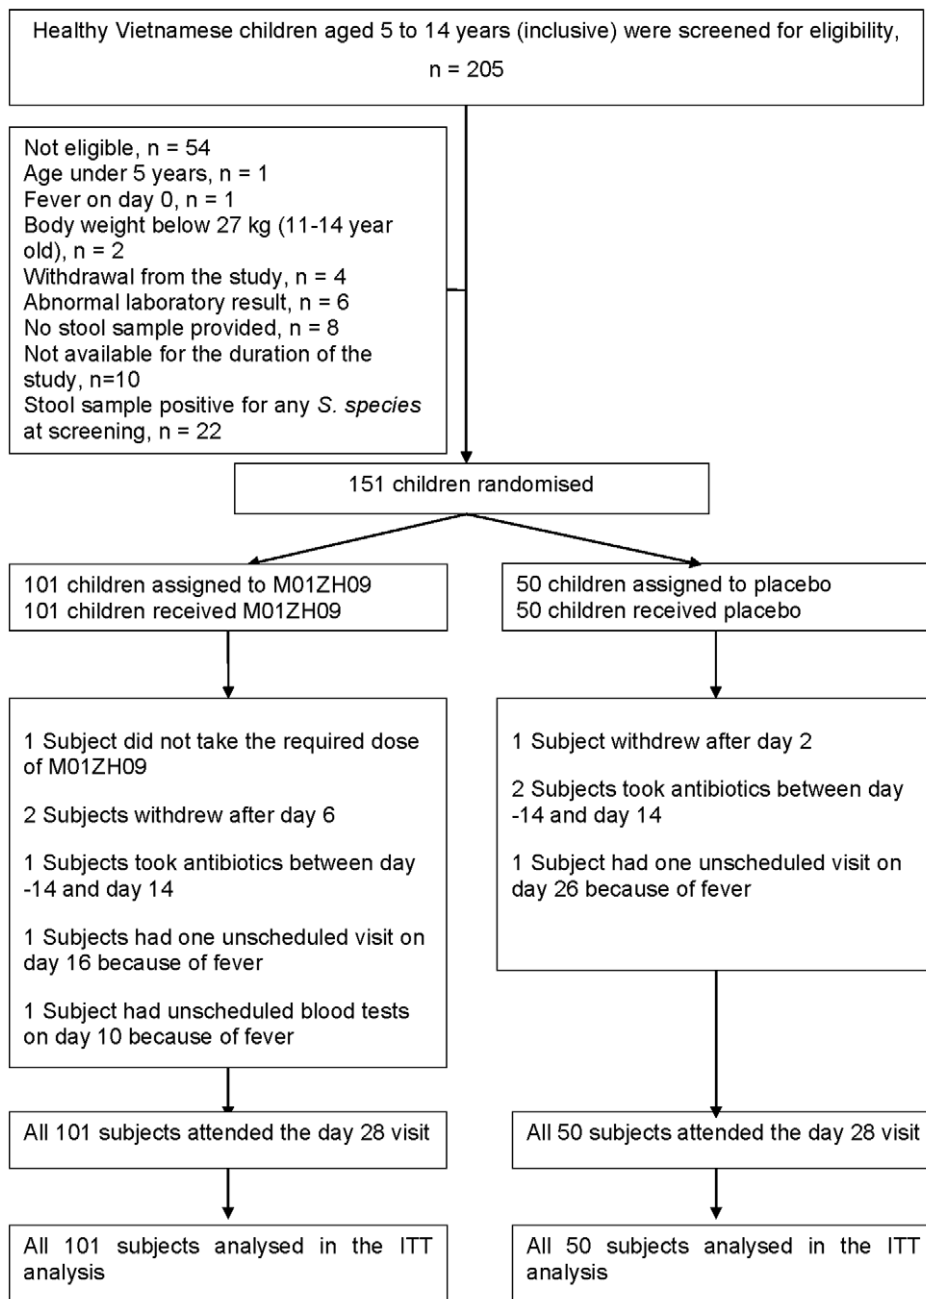 Healthy Vietnamese children aged 5 to 14 years (inclusive) were screened for eligibility,
n = 205
Not eligible, n = 54
Age under 5 years, n = 1
Fever on day 0, n = 1
Body weight below 27 kg (11-14 year
old), n = 2
Withdrawal from the study, n = 4
Abnormal laboratory result, n = 6
No stool sample provided, n = 8
Not available for the duration of the
study, n=10
Stool sample positive for any S. species
at screening, n = 22
151 children randomised
101 children assigned to M01ZH09
101 children received M01ZH09
50 children assigned to placebo
50 children received placebo
1 Subject did not take the required dose
of M01ZH09
2 Subjects withdrew after day 6
1 Subjects took antibiotics between day
-14 and day 14
1 Subjects had one unscheduled visit on
day 16 because of fever
1 Subject had unscheduled blood tests
on day 10 because of fever
1 Subject withdrew after day 2
2 Subjects took antibiotics between day
-14 and day 14
1 Subject had one unscheduled visit on
day 26 because of fever
All 101 subjects attended the day 28 visit
All 50 subjects attended the day 28 visit
All 101 subjects analysed in the ITT
analysis
All 50 subjects analysed in the ITT
analysis